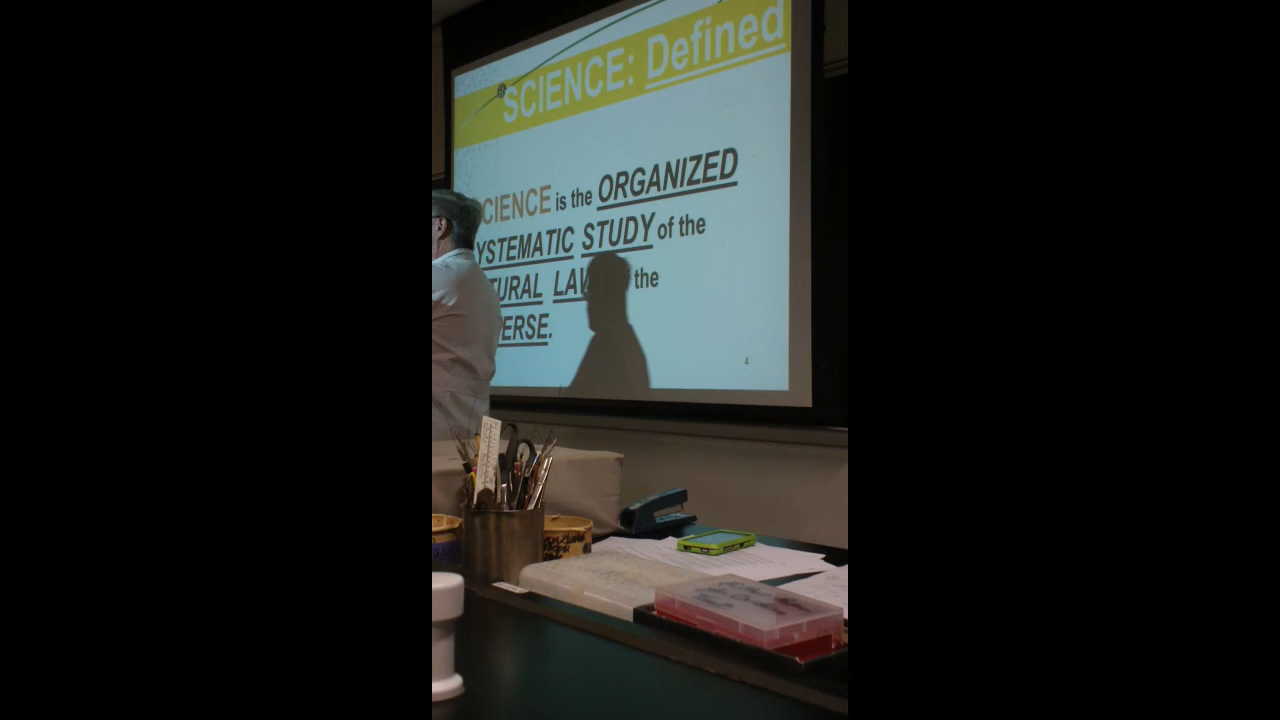 SCIENCE: Defined
CIENCE is the ORGANIZED
YSTEMATIC STUDY of the
TURAL LAW the
ERSE.
4